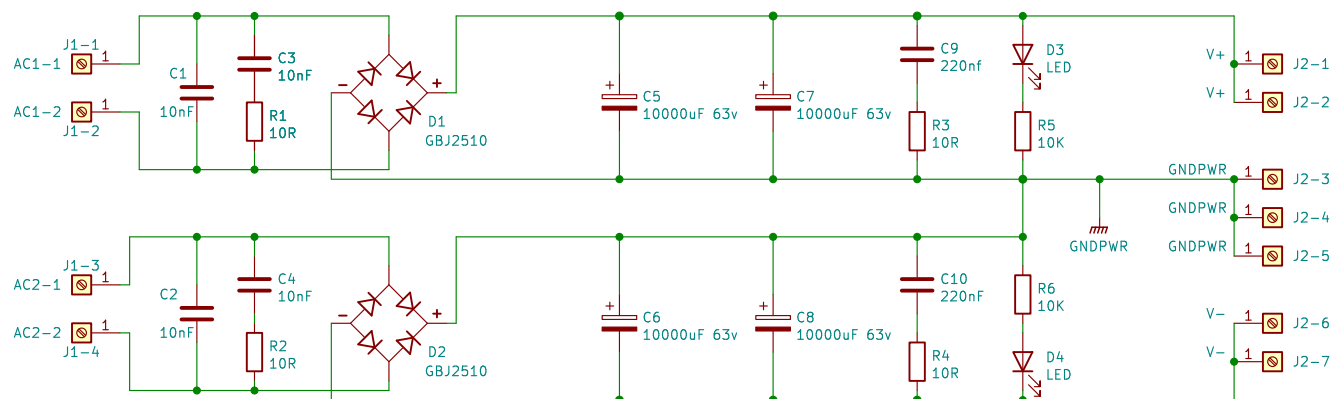 J1-1
AC1-1 1
AC1-2 1
J1-2
C1
10nF
C3
10nF
R1
10R
- +
D1
GBJ2510
+
C5
10000uF 63v
+
C7
10000uF 63v
C9
220nf
R3
10R
D3
LED
R5
10K
V+ 1 J2-1
V+ 1 J2-2
GNDPWR 1 J2-3
GNDPWR 1 J2-4
GNDPWR 1 J2-5
GNDPWR
J1-3
AC2-1 1
AC2-2 1
J1-4
C2
10nF
C4
10nF
R2
10R
- +
D2
GBJ2510
+
C6
10000uF 63v
+
C8
10000uF 63v
C10
220nF
R4
10R
R6
10K
D4
LED
V- 1 J2-6
V- 1 J2-7